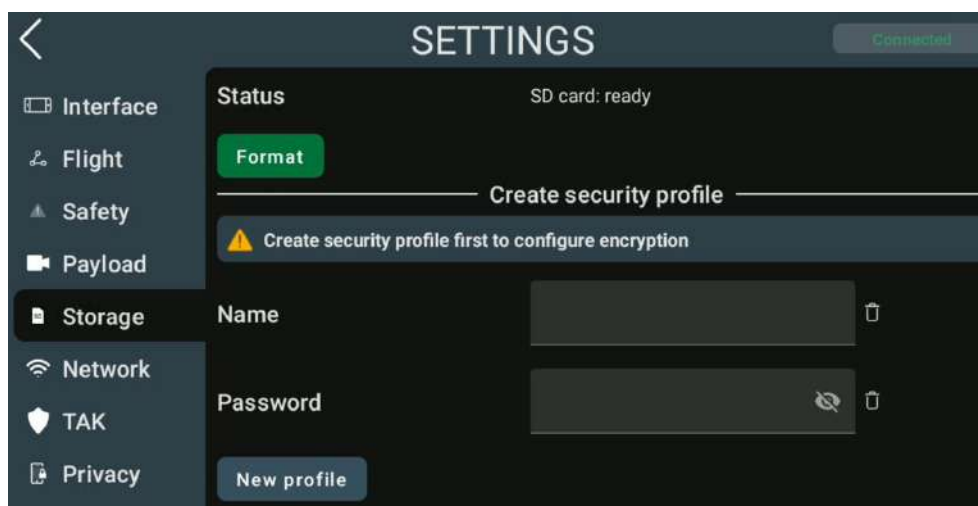 SETTINGS
Connected
Interface
Flight
Safety
Payload
Storage
Network
TAK
Privacy
Status
SD card: ready
Format
Create security profile
Create security profile first to configure encryption
Name
Password
New profile